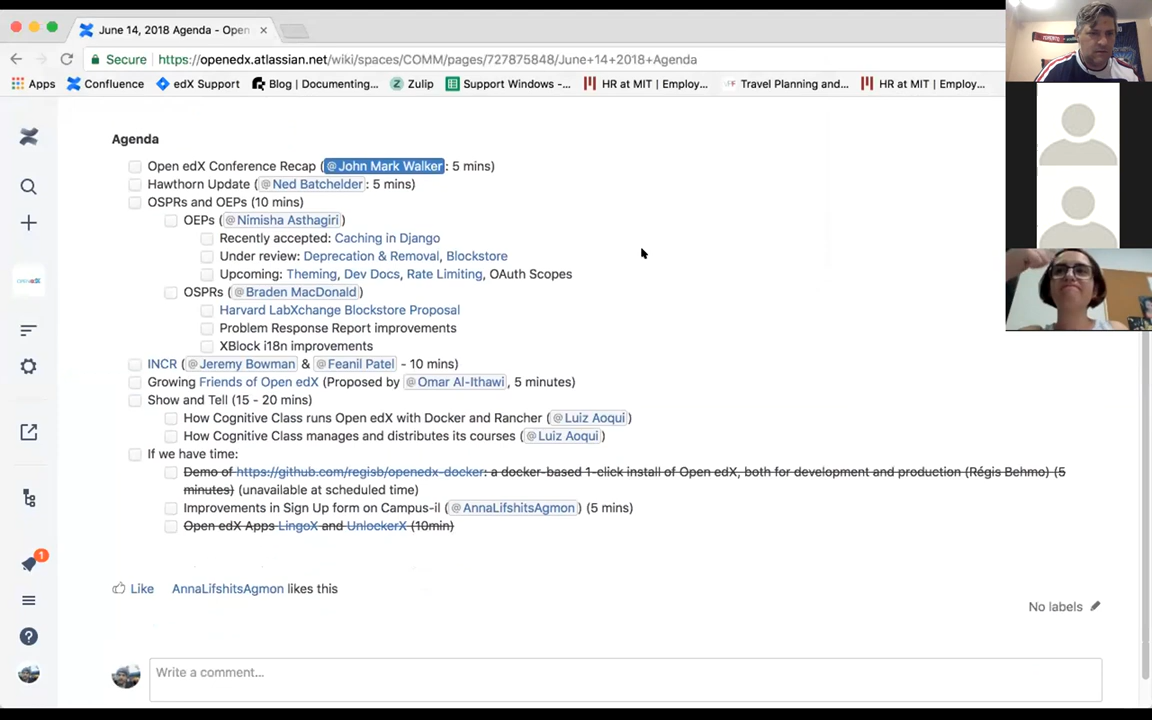 June 14, 2018 Agenda - Open
Secure https://openedx.atlassian.net/wiki/spaces/COMM/pages/727875848/June+14+2018+Agenda
Apps Confluence edX Support Blog | Documenting... Zulip Support Windows -... HR at MIT | Employ... Travel Planning and... HR at MIT | Employ...
Agenda
Open edX Conference Recap (@John Mark Walker: 5 mins)
Hawthorn Update (@Ned Batchelder: 5 mins)
OSPRs and OEPs (10 mins)
OEPs (@Nimisha Asthagiri)
Recently accepted: Caching in Django
Under review: Deprecation & Removal, Blockstore
Upcoming: Theming, Dev Docs, Rate Limiting, OAuth Scopes
OSPRs (@Braden MacDonald)
Harvard LabXchange Blockstore Proposal
Problem Response Report improvements
XBlock i18n improvements
INCR (@Jeremy Bowman & @Feanil Patel - 10 mins)
Growing Friends of Open edX (Proposed by @Omar Al-Ithawi, 5 minutes)
Show and Tell (15 - 20 mins)
How Cognitive Class runs Open edX with Docker and Rancher (@Luiz Aoqui)
How Cognitive Class manages and distributes its courses (@Luiz Aoqui)
If we have time:
Demo of https://github.com/regisb/openedx-docker: a docker-based 1-click install of Open edX, both for development and production (Régis Behmo) (5
minutes) (unavailable at scheduled time)
Improvements in Sign Up form on Campus-il (@AnnaLifshitsAgmon) (5 mins)
Open edX Apps LingoX and UnlockerX (10min)
1
Like AnnaLifshitsAgmon likes this
No labels
Write a comment...